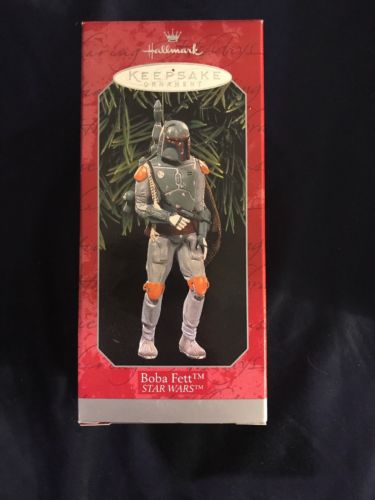 Hallmark
KEEPSAKE
ORNAMENT
Boba Fett™
STAR WARS™